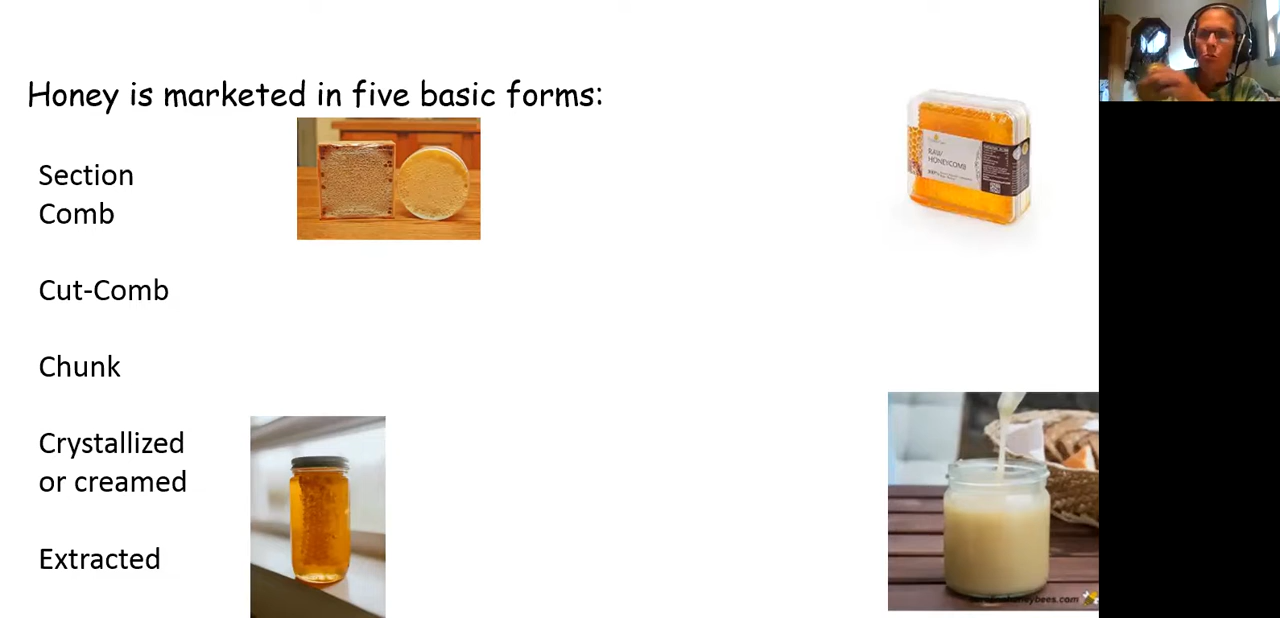 Honey is marketed in five basic forms:
Section
Comb
Cut-Comb
Chunk
Crystallized
or creamed
Extracted
RAW
HONEYCOMB